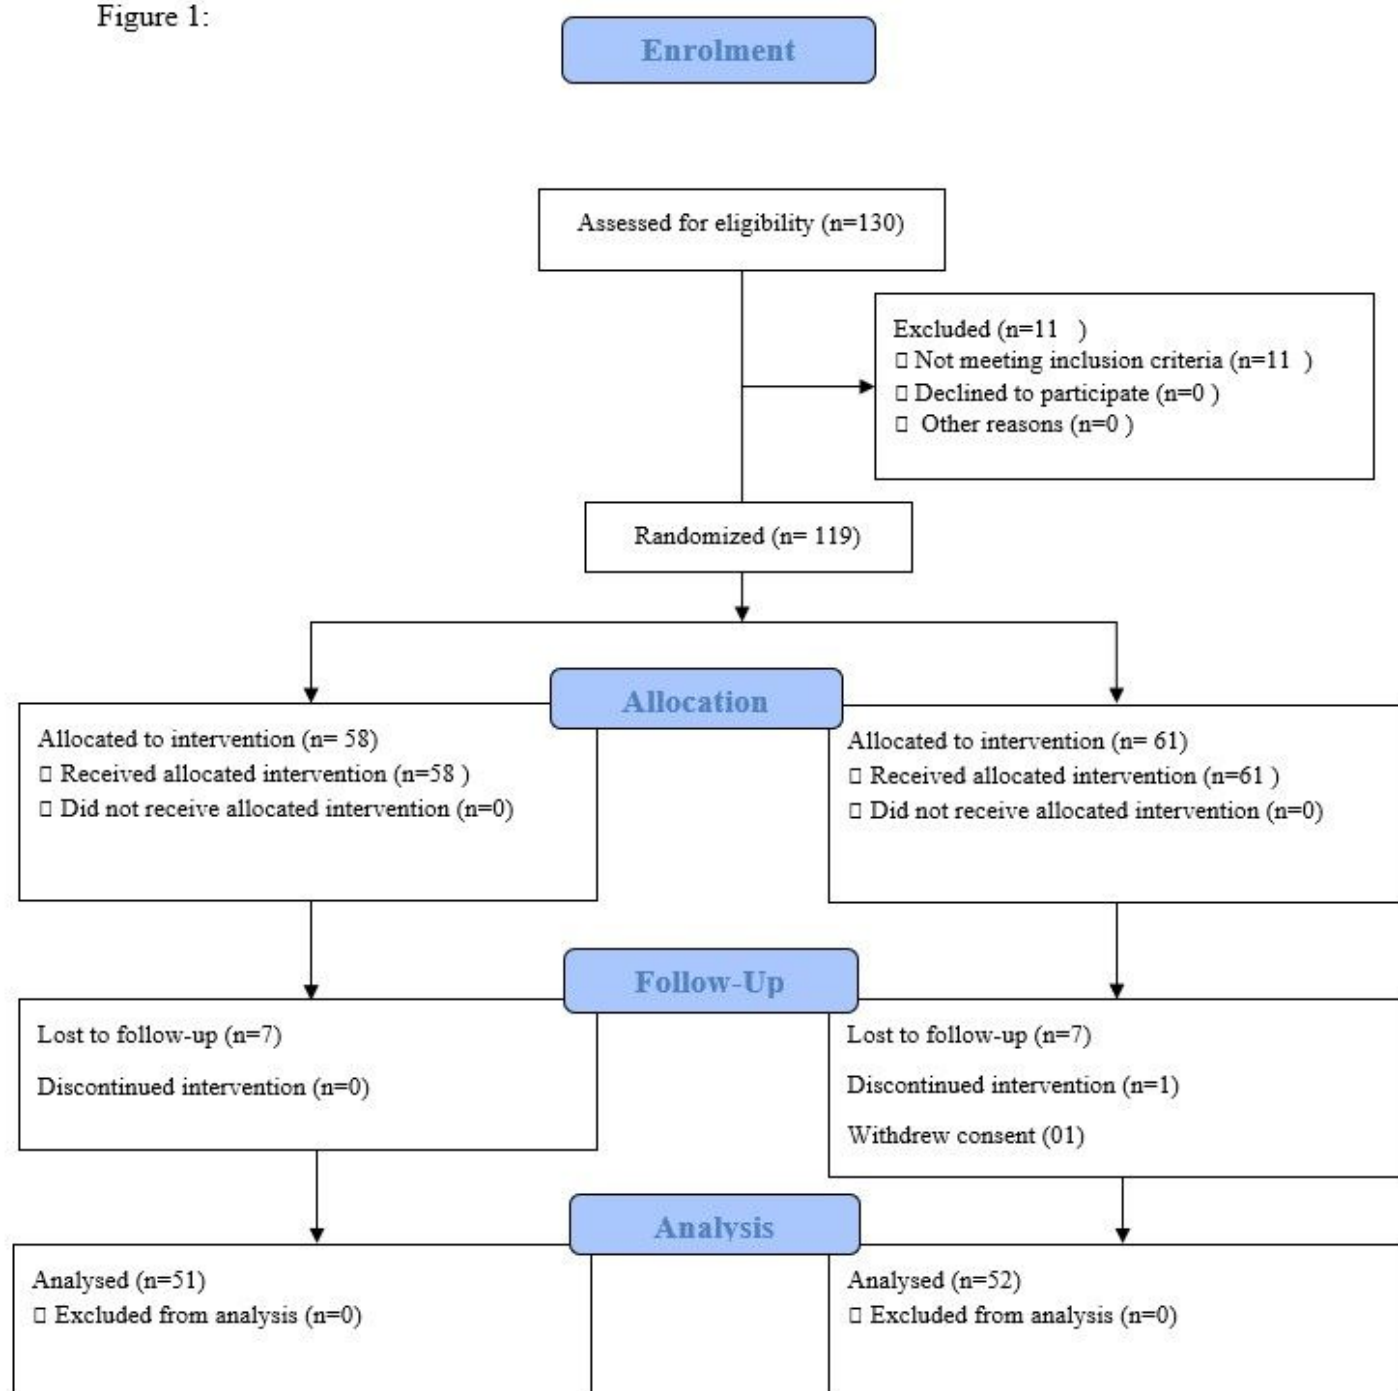 Figure 1:
Enrolment
Assessed for eligibility (n=130)
Excluded (n=11 )
▯ Not meeting inclusion criteria (n=11 )
▯ Declined to participate (n=0 )
▯ Other reasons (n=0 )
Randomized (n= 119)
Allocation
Allocated to intervention (n= 58)
▯ Received allocated intervention (n=58 )
▯ Did not receive allocated intervention (n=0)
Allocated to intervention (n= 61)
▯ Received allocated intervention (n=61 )
▯ Did not receive allocated intervention (n=0)
Follow-Up
Lost to follow-up (n=7)
Discontinued intervention (n=0)
Lost to follow-up (n=7)
Discontinued intervention (n=1)
Withdrew consent (01)
Analysis
Analysed (n=51)
▯ Excluded from analysis (n=0)
Analysed (n=52)
▯ Excluded from analysis (n=0)